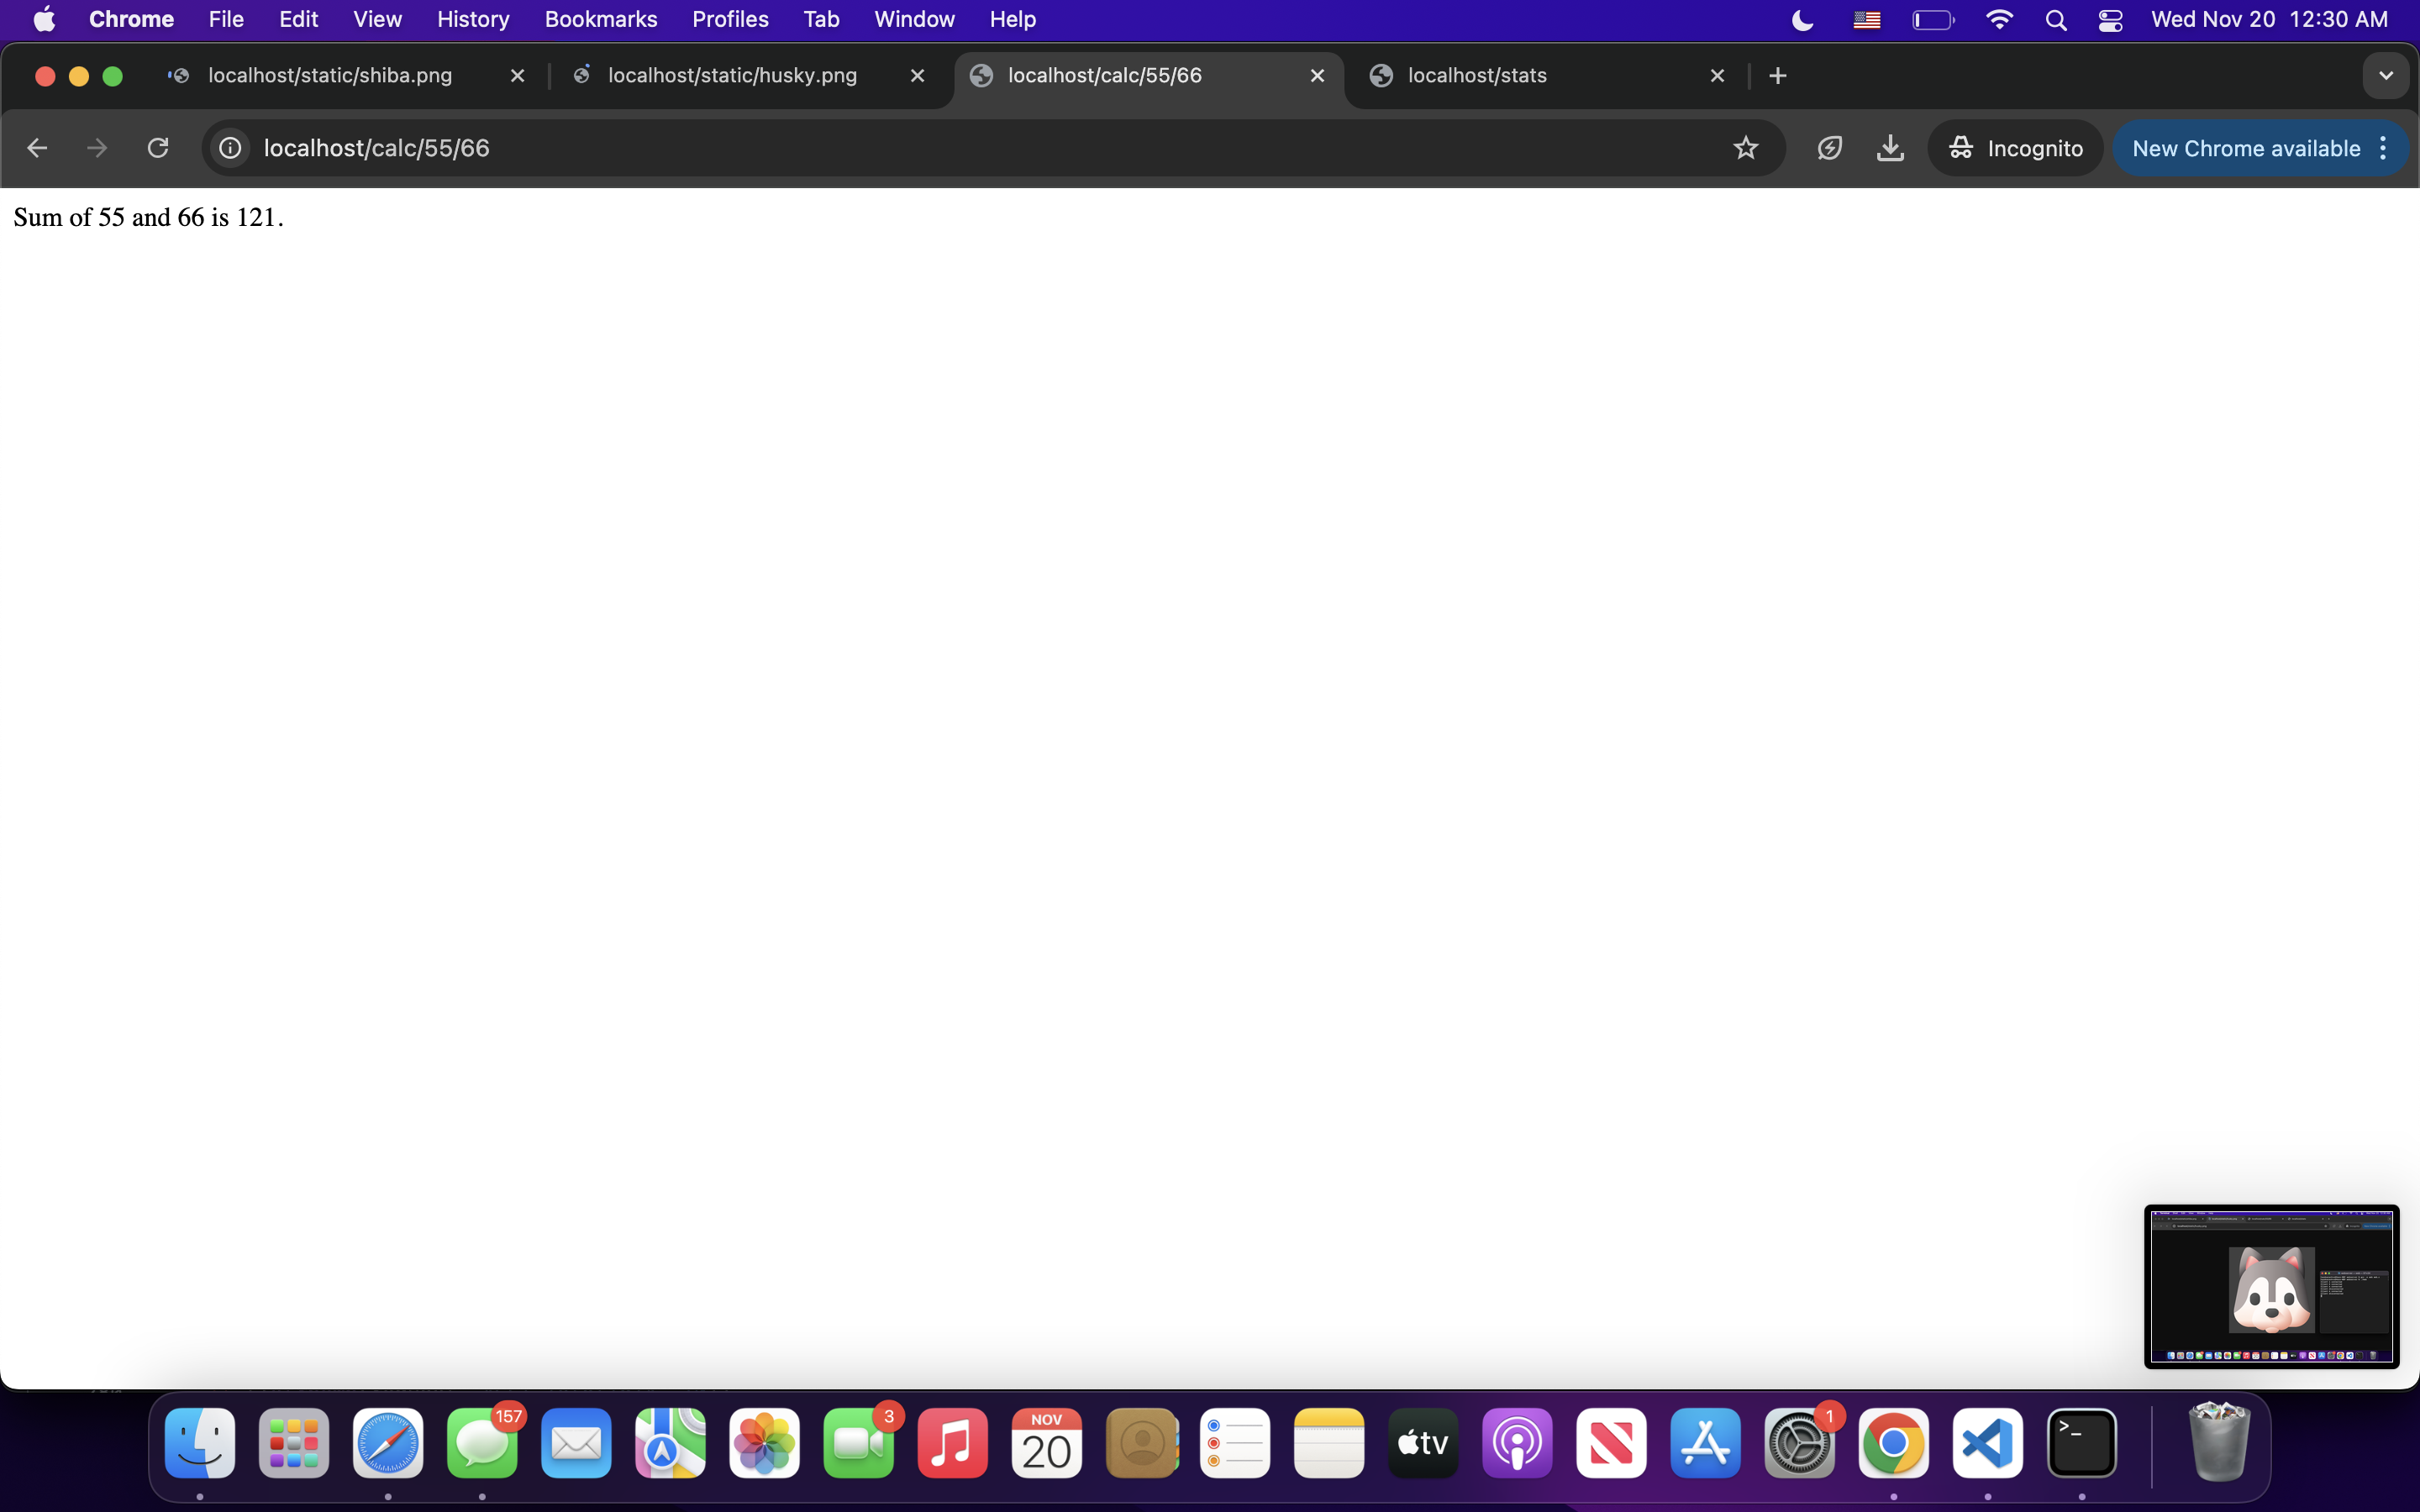 Chrome File Edit View History Bookmarks Profiles Tab Window Help Wed Nov 20 12:30 AM
localhost/static/shiba.png localhost/static/husky.png localhost/calc/55/66 localhost/stats
localhost/calc/55/66 Incognito New Chrome available
Sum of 55 and 66 is 121.
157 3 NOV 20 tv 1 >_